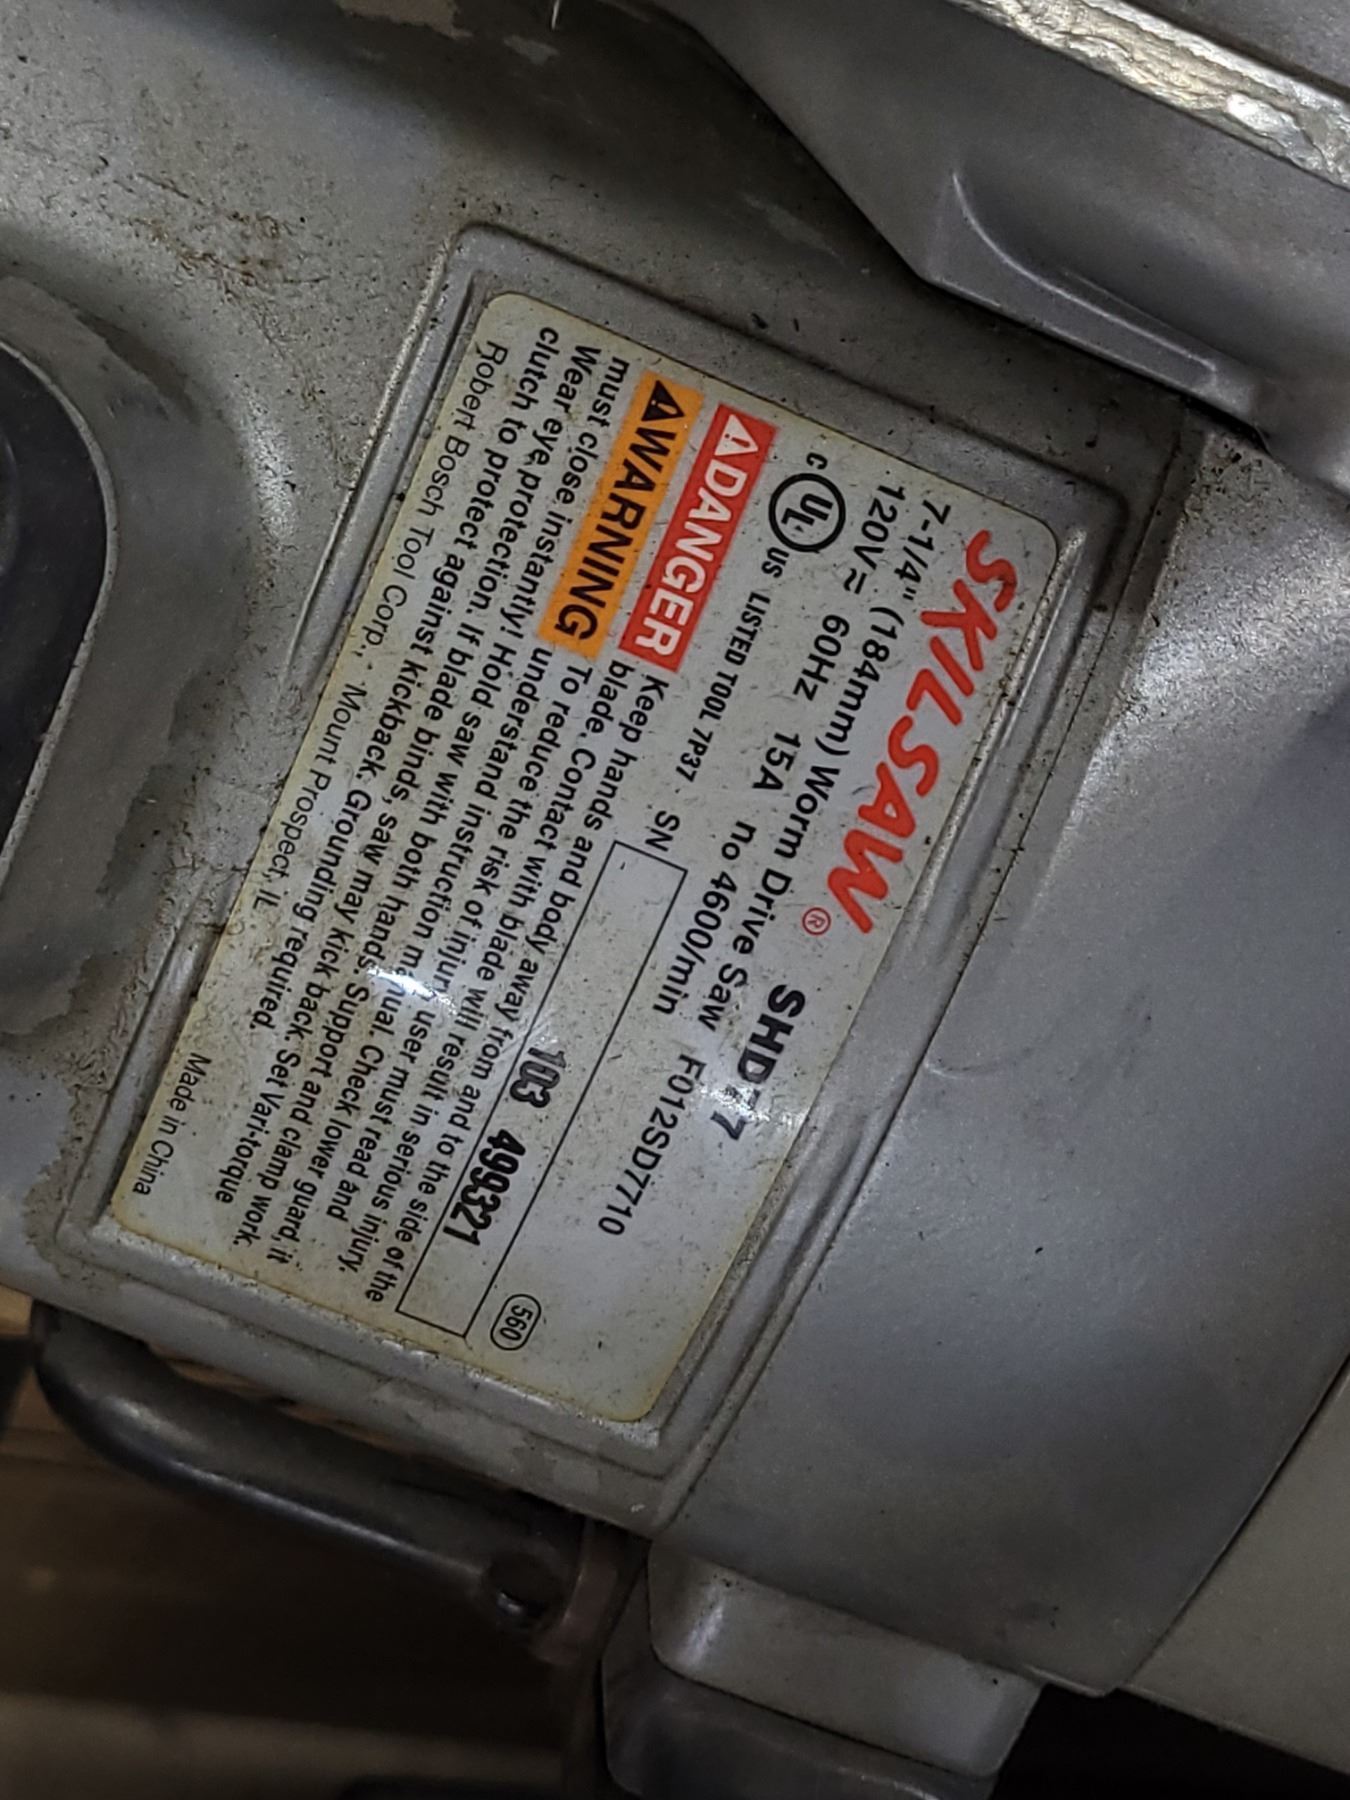 SKILSAW® SHD77
7-1/4" (184mm) Worm Drive Saw F012SD7710
120V≂ 60Hz 15A no 4600/min
C UL US LISTED TOOL 7P37 SN 103 499321 560
DANGER Keep hands and body away from and to the side of the
blade. Contact with blade will result in serious injury.
WARNING To reduce the risk of injury user must read and
understand instruction manual. Check lower guard, it
must close instantly! Hold saw with both hands. Support and clamp work.
Wear eye protection. If blade binds, saw may kick back. Set Vari-torque
clutch to protect against kickback. Grounding required.
Robert Bosch Tool Corp., Mount Prospect, IL Made in China